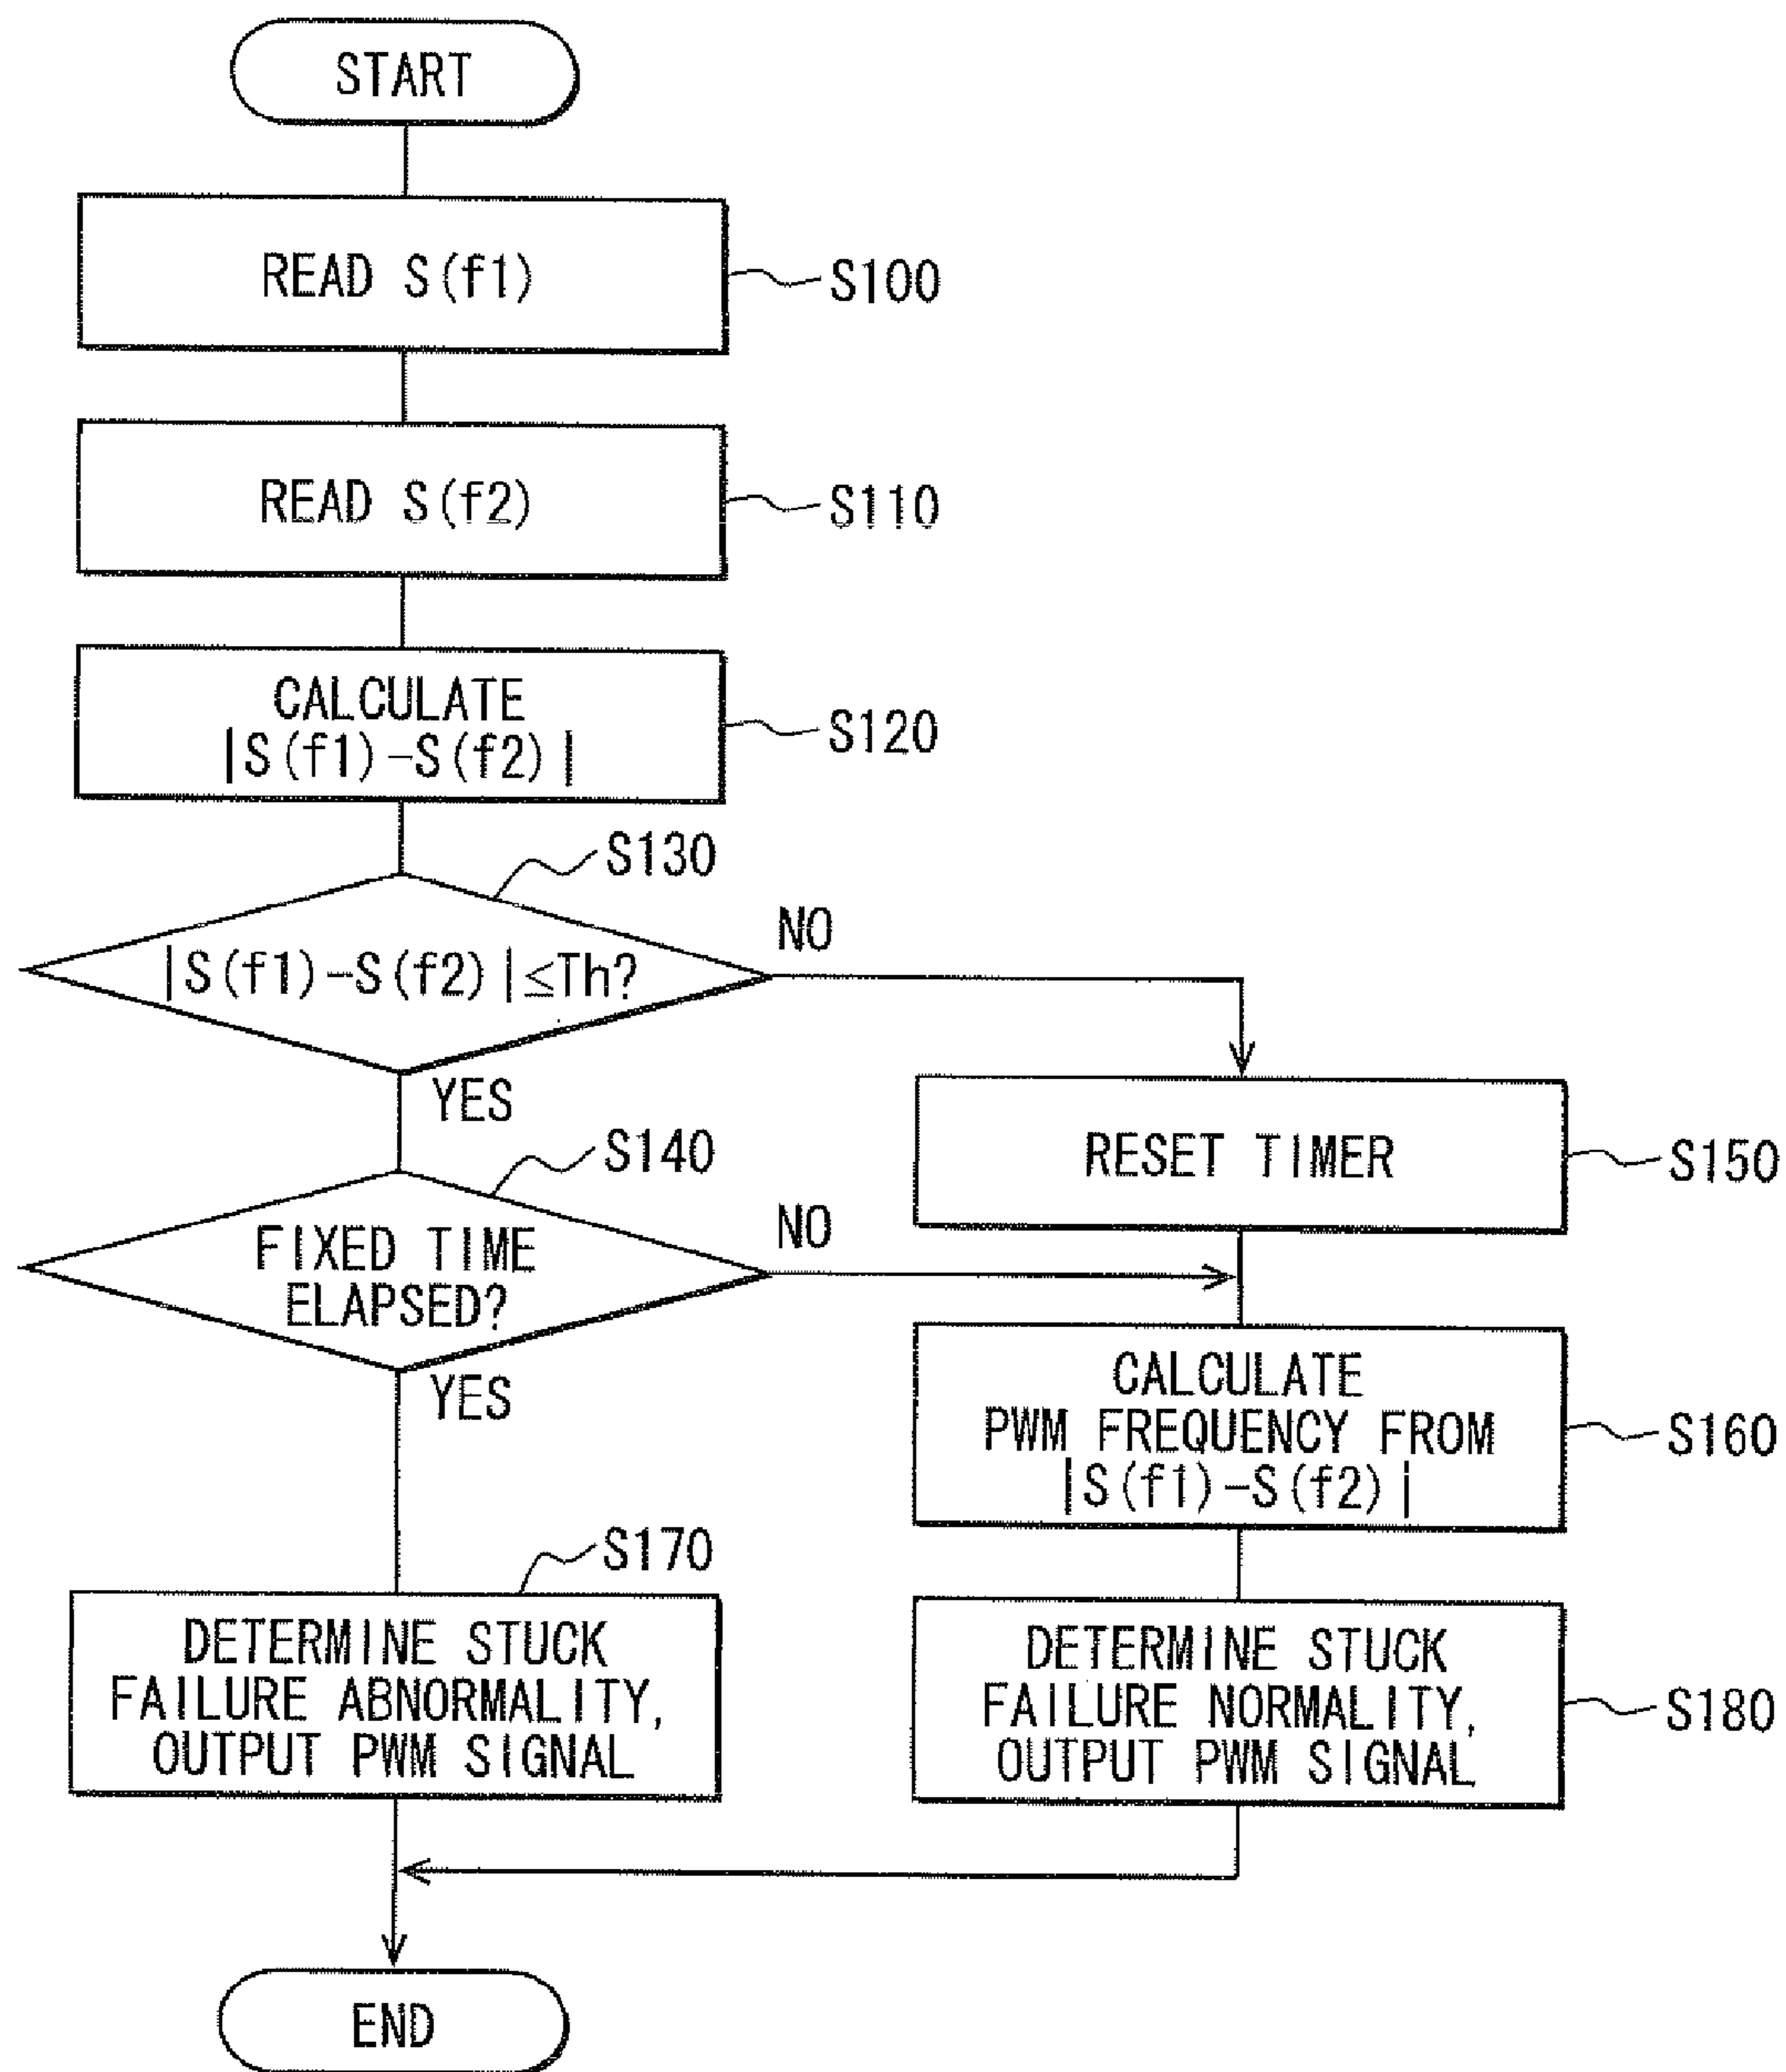 START
READ S(f1)
S100
READ S(f2)
S110
CALCULATE
|S(f1)-S(f2)|
S120
S130
|S(f1)-S(f2)|≤Th?
NO
YES
RESET TIMER
S150
S140
FIXED TIME
ELAPSED?
NO
YES
CALCULATE
PWM FREQUENCY FROM
|S(f1)-S(f2)|
S160
S170
DETERMINE STUCK
FAILURE ABNORMALITY,
OUTPUT PWM SIGNAL
DETERMINE STUCK
FAILURE NORMALITY,
OUTPUT PWM SIGNAL
S180
END